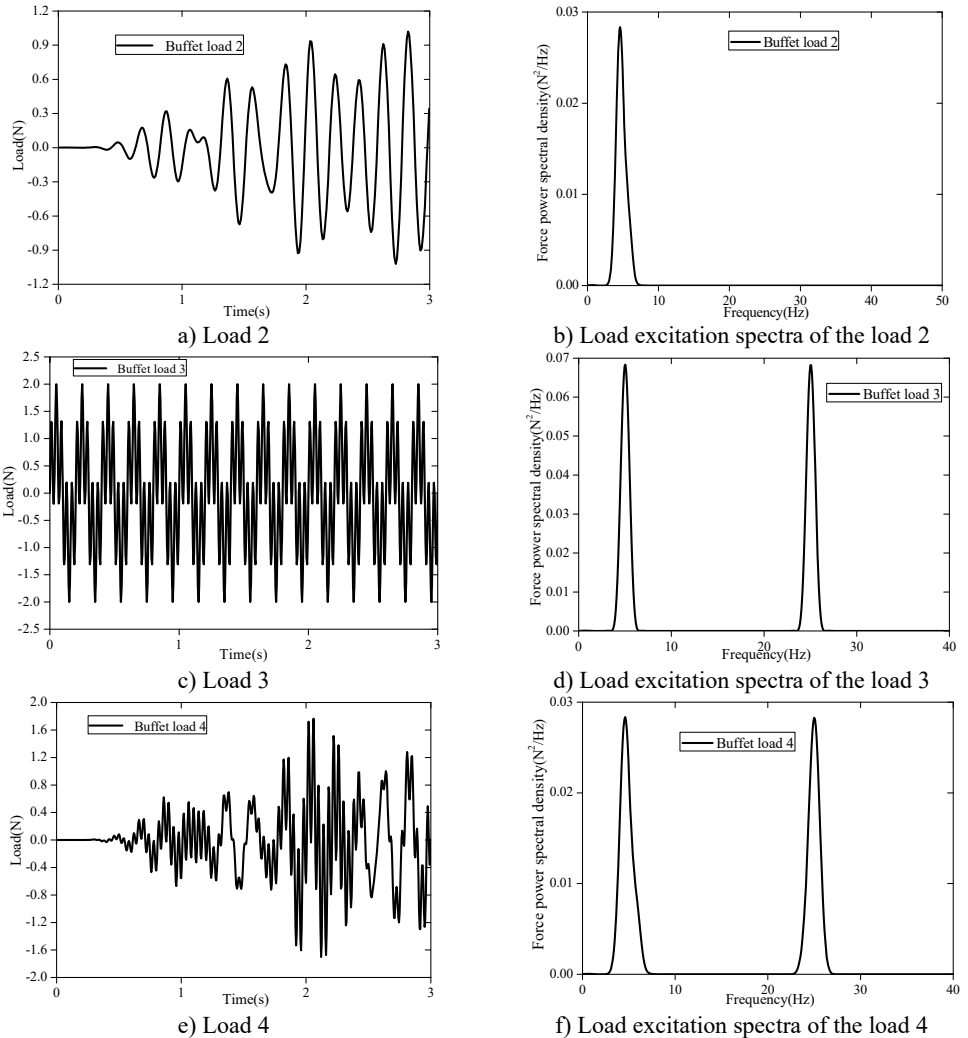 1.2
0.9
0.6
0.3
0.0
-0.3
-0.6
-0.9
-1.2
Load(N)
Buffet load 2
0 1 2 3
Time(s)
a) Load 2
0.03
0.02
0.01
0.00
Force power spectral density(N²/Hz)
Buffet load 2
0 10 20 30 40 50
Frequency(Hz)
b) Load excitation spectra of the load 2
2.5
2.0
1.5
1.0
0.5
0.0
-0.5
-1.0
-1.5
-2.0
-2.5
Load(N)
Buffet load 3
0 1 2 3
Time(s)
c) Load 3
0.07
0.06
0.05
0.04
0.03
0.02
0.01
0.00
Force power spectral density(N²/Hz)
Buffet load 3
0 10 20 30 40
Frequency(Hz)
d) Load excitation spectra of the load 3
2.0
1.6
1.2
0.8
0.4
0.0
-0.4
-0.8
-1.2
-1.6
-2.0
Load(N)
Buffet load 4
0 1 2 3
Time(s)
e) Load 4
0.03
0.02
0.01
0.00
Force power spectral density(N²/Hz)
Buffet load 4
0 10 20 30 40
Frequency(Hz)
f) Load excitation spectra of the load 4